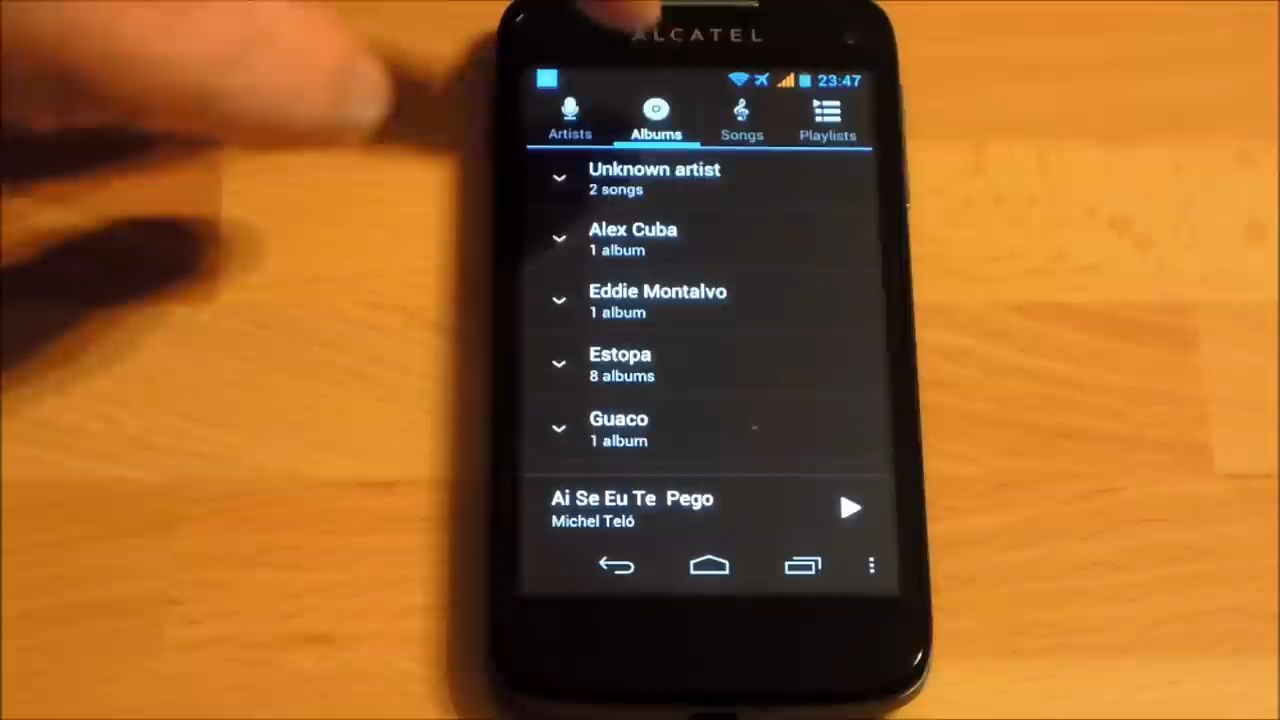 ALCATEL
23:47
Artists Albums Songs Playlists
Unknown artist
2 songs
Alex Cuba
1 album
Eddie Montalvo
1 album
Estopa
8 albums
Guaco
1 album
Ai Se Eu Te Pego
Michel Teló